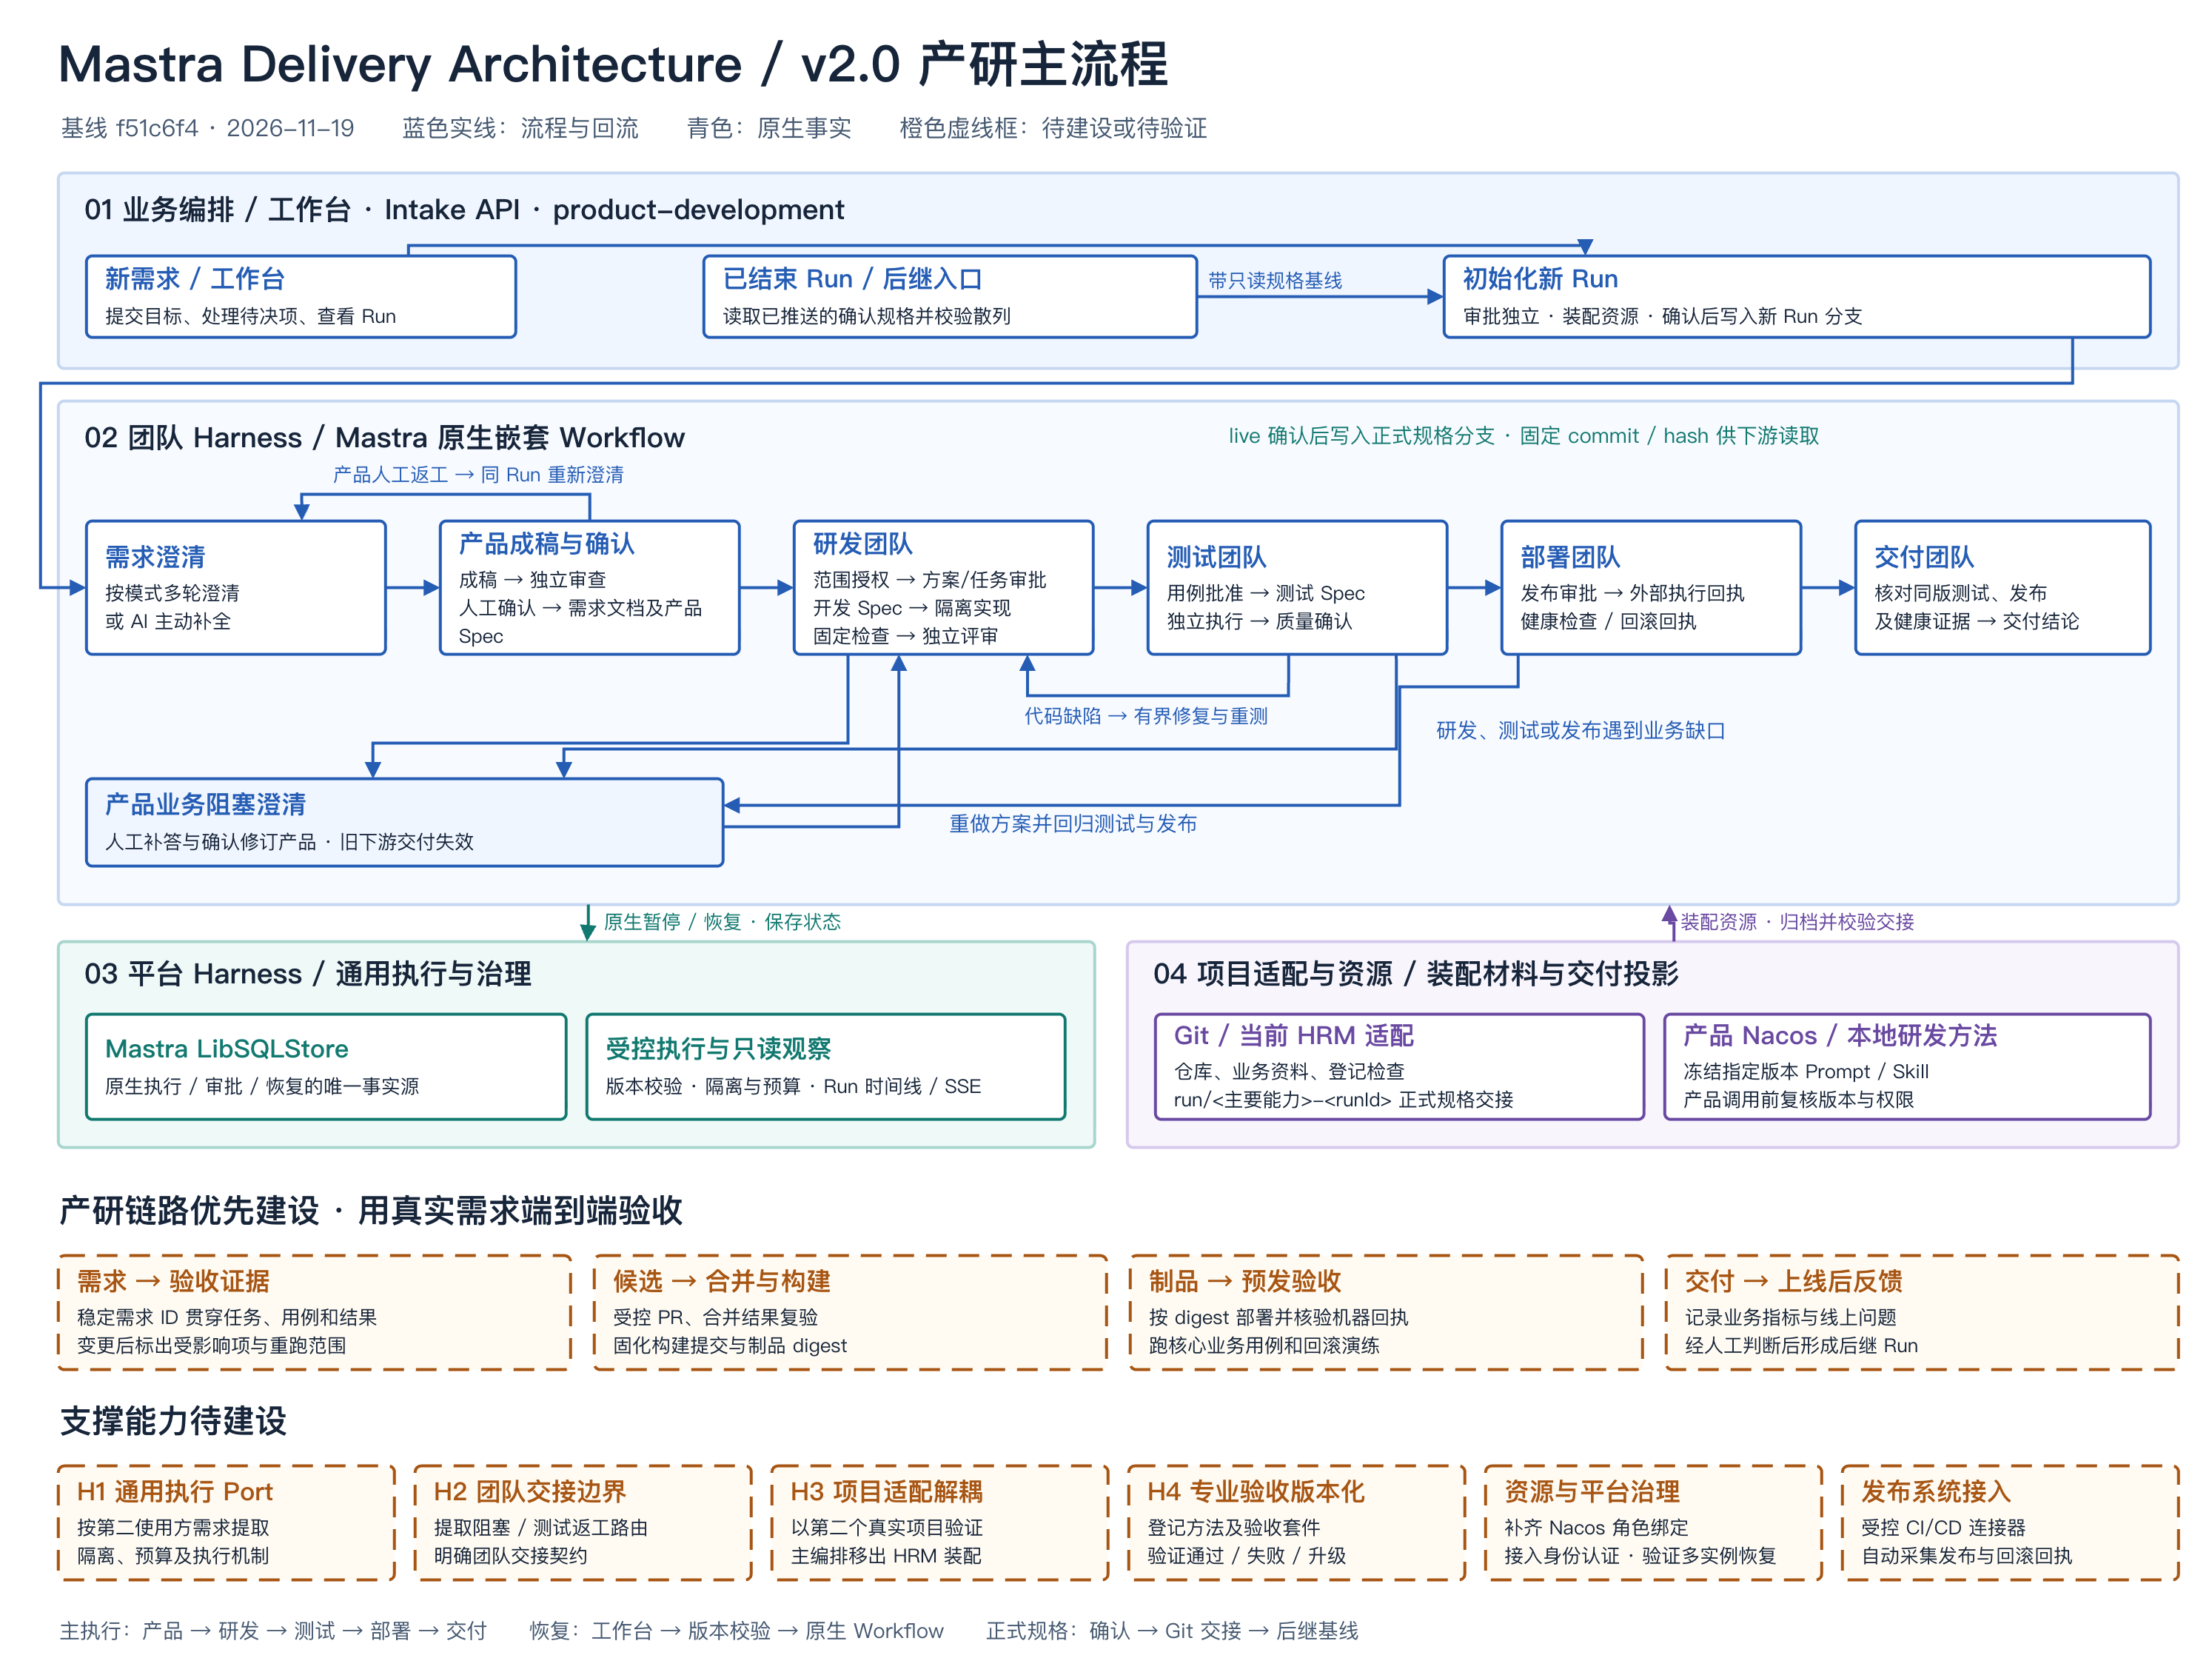 Mastra Delivery Architecture / v2.0 产研主流程
基线 f51c6f4 · 2026-11-19 蓝色实线：流程与回流 青色：原生事实 橙色虚线框：待建设或待验证
01 业务编排 / 工作台 · Intake API · product-development
新需求 / 工作台
提交目标、处理待决项、查看 Run
已结束 Run / 后继入口
读取已推送的确认规格并校验散列
带只读规格基线
初始化新 Run
审批独立 · 装配资源 · 确认后写入新 Run 分支
02 团队 Harness / Mastra 原生嵌套 Workflow
live 确认后写入正式规格分支 · 固定 commit / hash 供下游读取
产品人工返工 → 同 Run 重新澄清
需求澄清
按模式多轮澄清
或 AI 主动补全
产品成稿与确认
成稿 → 独立审查
人工确认 → 需求文档及产品
Spec
研发团队
范围授权 → 方案/任务审批
开发 Spec → 隔离实现
固定检查 → 独立评审
测试团队
用例批准 → 测试 Spec
独立执行 → 质量确认
部署团队
发布审批 → 外部执行回执
健康检查 / 回滚回执
交付团队
核对同版测试、发布
及健康证据 → 交付结论
代码缺陷 → 有界修复与重测
研发、测试或发布遇到业务缺口
产品业务阻塞澄清
人工补答与确认修订产品 · 旧下游交付失效
重做方案并回归测试与发布
原生暂停 / 恢复 · 保存状态
装配资源 · 归档并校验交接
03 平台 Harness / 通用执行与治理
Mastra LibSQLStore
原生执行 / 审批 / 恢复的唯一事实源
受控执行与只读观察
版本校验 · 隔离与预算 · Run 时间线 / SSE
04 项目适配与资源 / 装配材料与交付投影
Git / 当前 HRM 适配
仓库、业务资料、登记检查
run/<主要能力>-<runId> 正式规格交接
产品 Nacos / 本地研发方法
冻结指定版本 Prompt / Skill
产品调用前复核版本与权限
产研链路优先建设 · 用真实需求端到端验收
需求 → 验收证据
稳定需求 ID 贯穿任务、用例和结果
变更后标出受影响项与重跑范围
候选 → 合并与构建
受控 PR、合并结果复验
固化构建提交与制品 digest
制品 → 预发验收
按 digest 部署并核验机器回执
跑核心业务用例和回滚演练
交付 → 上线后反馈
记录业务指标与线上问题
经人工判断后形成后继 Run
支撑能力待建设
H1 通用执行 Port
按第二使用方需求提取
隔离、预算及执行机制
H2 团队交接边界
提取阻塞 / 测试返工路由
明确团队交接契约
H3 项目适配解耦
以第二个真实项目验证
主编排移出 HRM 装配
H4 专业验收版本化
登记方法及验收套件
验证通过 / 失败 / 升级
资源与平台治理
补齐 Nacos 角色绑定
接入身份认证 · 验证多实例恢复
发布系统接入
受控 CI/CD 连接器
自动采集发布与回滚回执
主执行：产品 → 研发 → 测试 → 部署 → 交付 恢复：工作台 → 版本校验 → 原生 Workflow 正式规格：确认 → Git 交接 → 后继基线